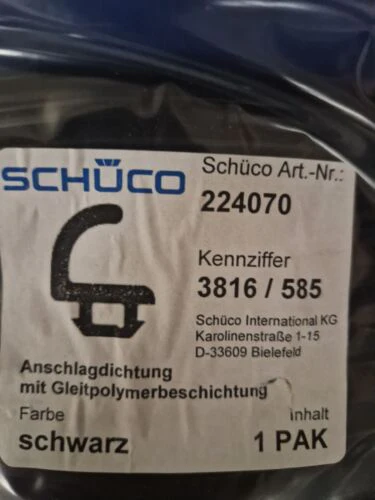 SCHÜCO
Schüco Art.-Nr.:
224070
Kennziffer
3816 / 585
Schüco International KG
Karolinenstraße 1-15
D-33609 Bielefeld
Anschlagdichtung
mit Gleitpolymerbeschichtung
Farbe
schwarz
Inhalt
1 PAK